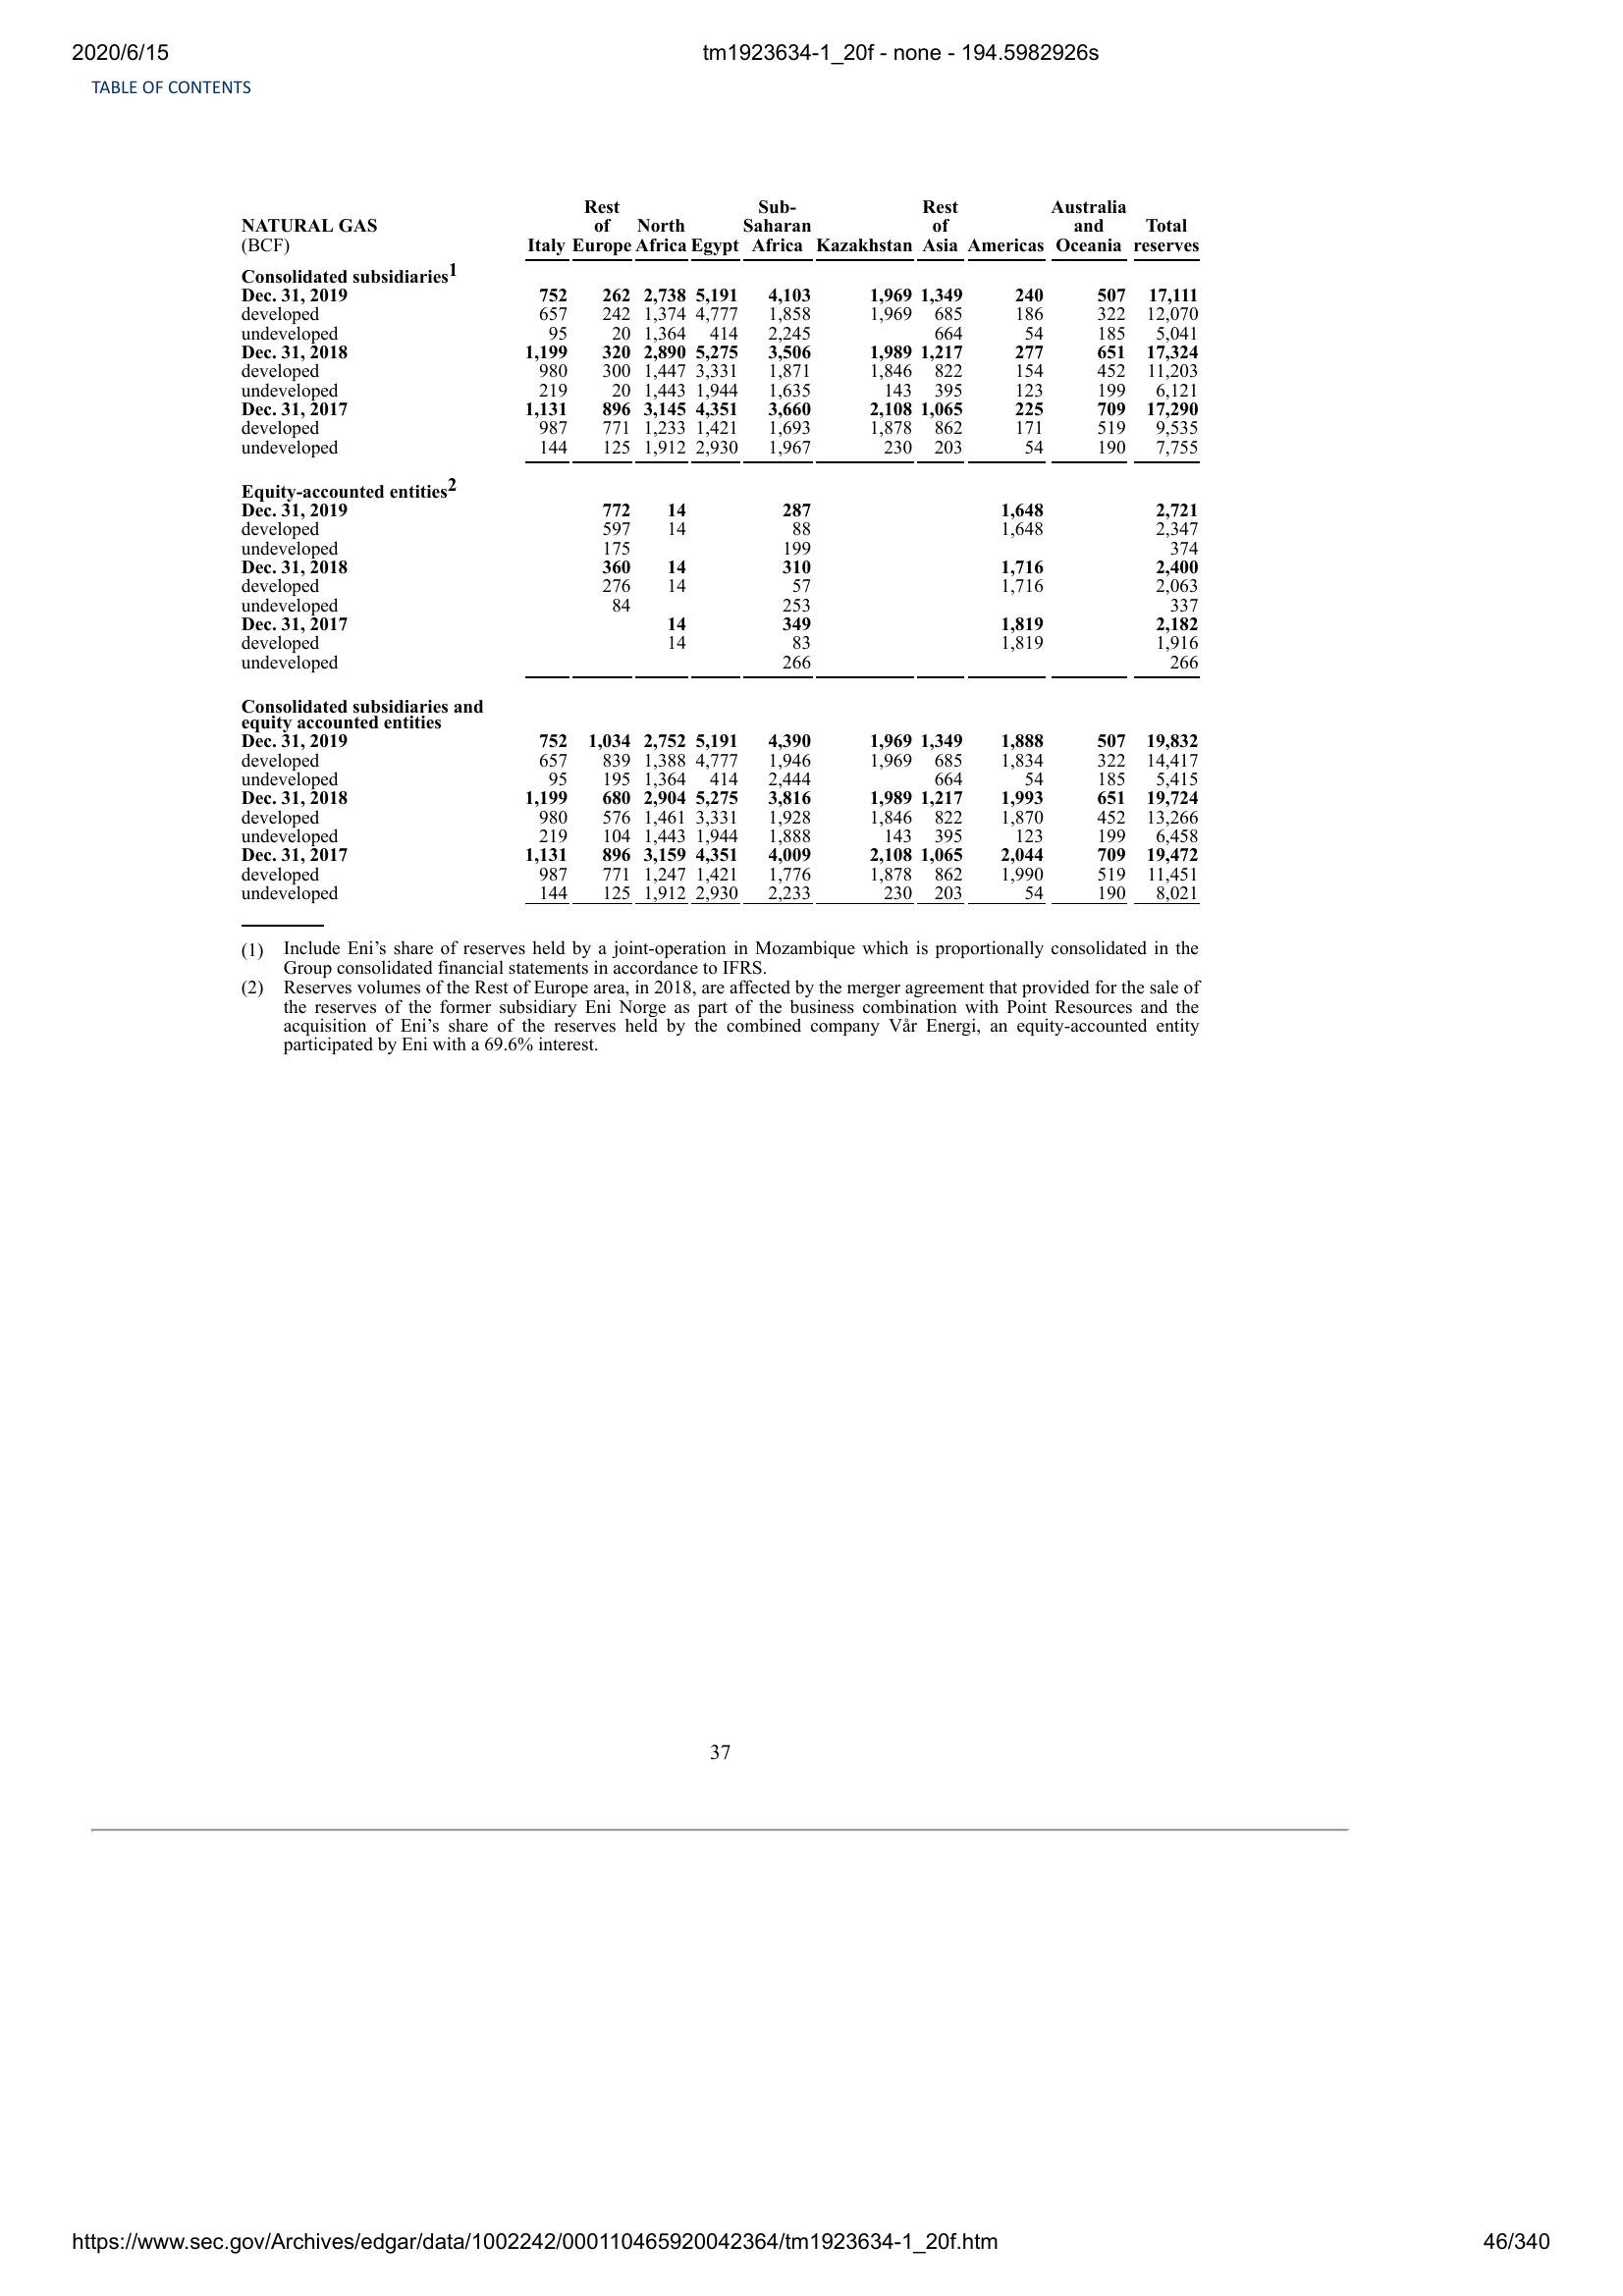 2020/6/15 tm1923634-1_20f - none - 194.5982926s
TABLE OF CONTENTS
Rest Sub- Rest Australia
NATURAL GAS of North Saharan of and Total
(BCF) Italy Europe Africa Egypt Africa Kazakhstan Asia Americas Oceania reserves
Consolidated subsidiaries1
Dec. 31, 2019 752 262 2,738 5,191 4,103 1,969 1,349 240 507 17,111
developed 657 242 1,374 4,777 1,858 1,969 685 186 322 12,070
undeveloped 95 20 1,364 414 2,245 664 54 185 5,041
Dec. 31, 2018 1,199 320 2,890 5,275 3,506 1,989 1,217 277 651 17,324
developed 980 300 1,447 3,331 1,871 1,846 822 154 452 11,203
undeveloped 219 20 1,443 1,944 1,635 143 395 123 199 6,121
Dec. 31, 2017 1,131 896 3,145 4,351 3,660 2,108 1,065 225 709 17,290
developed 987 771 1,233 1,421 1,693 1,878 862 171 519 9,535
undeveloped 144 125 1,912 2,930 1,967 230 203 54 190 7,755
Equity-accounted entities2
Dec. 31, 2019 772 14 287 1,648 2,721
developed 597 14 88 1,648 2,347
undeveloped 175 199 374
Dec. 31, 2018 360 14 310 1,716 2,400
developed 276 14 57 1,716 2,063
undeveloped 84 253 337
Dec. 31, 2017 14 349 1,819 2,182
developed 14 83 1,819 1,916
undeveloped 266 266
Consolidated subsidiaries and
equity accounted entities
Dec. 31, 2019 752 1,034 2,752 5,191 4,390 1,969 1,349 1,888 507 19,832
developed 657 839 1,388 4,777 1,946 1,969 685 1,834 322 14,417
undeveloped 95 195 1,364 414 2,444 664 54 185 5,415
Dec. 31, 2018 1,199 680 2,904 5,275 3,816 1,989 1,217 1,993 651 19,724
developed 980 576 1,461 3,331 1,928 1,846 822 1,870 452 13,266
undeveloped 219 104 1,443 1,944 1,888 143 395 123 199 6,458
Dec. 31, 2017 1,131 896 3,159 4,351 4,009 2,108 1,065 2,044 709 19,472
developed 987 771 1,247 1,421 1,776 1,878 862 1,990 519 11,451
undeveloped 144 125 1,912 2,930 2,233 230 203 54 190 8,021
(1) Include Eni’s share of reserves held by a joint-operation in Mozambique which is proportionally consolidated in the
Group consolidated financial statements in accordance to IFRS.
(2) Reserves volumes of the Rest of Europe area, in 2018, are affected by the merger agreement that provided for the sale of
the reserves of the former subsidiary Eni Norge as part of the business combination with Point Resources and the
acquisition of Eni’s share of the reserves held by the combined company Vår Energi, an equity-accounted entity
participated by Eni with a 69.6% interest.
37
https://www.sec.gov/Archives/edgar/data/1002242/000110465920042364/tm1923634-1_20f.htm 46/340